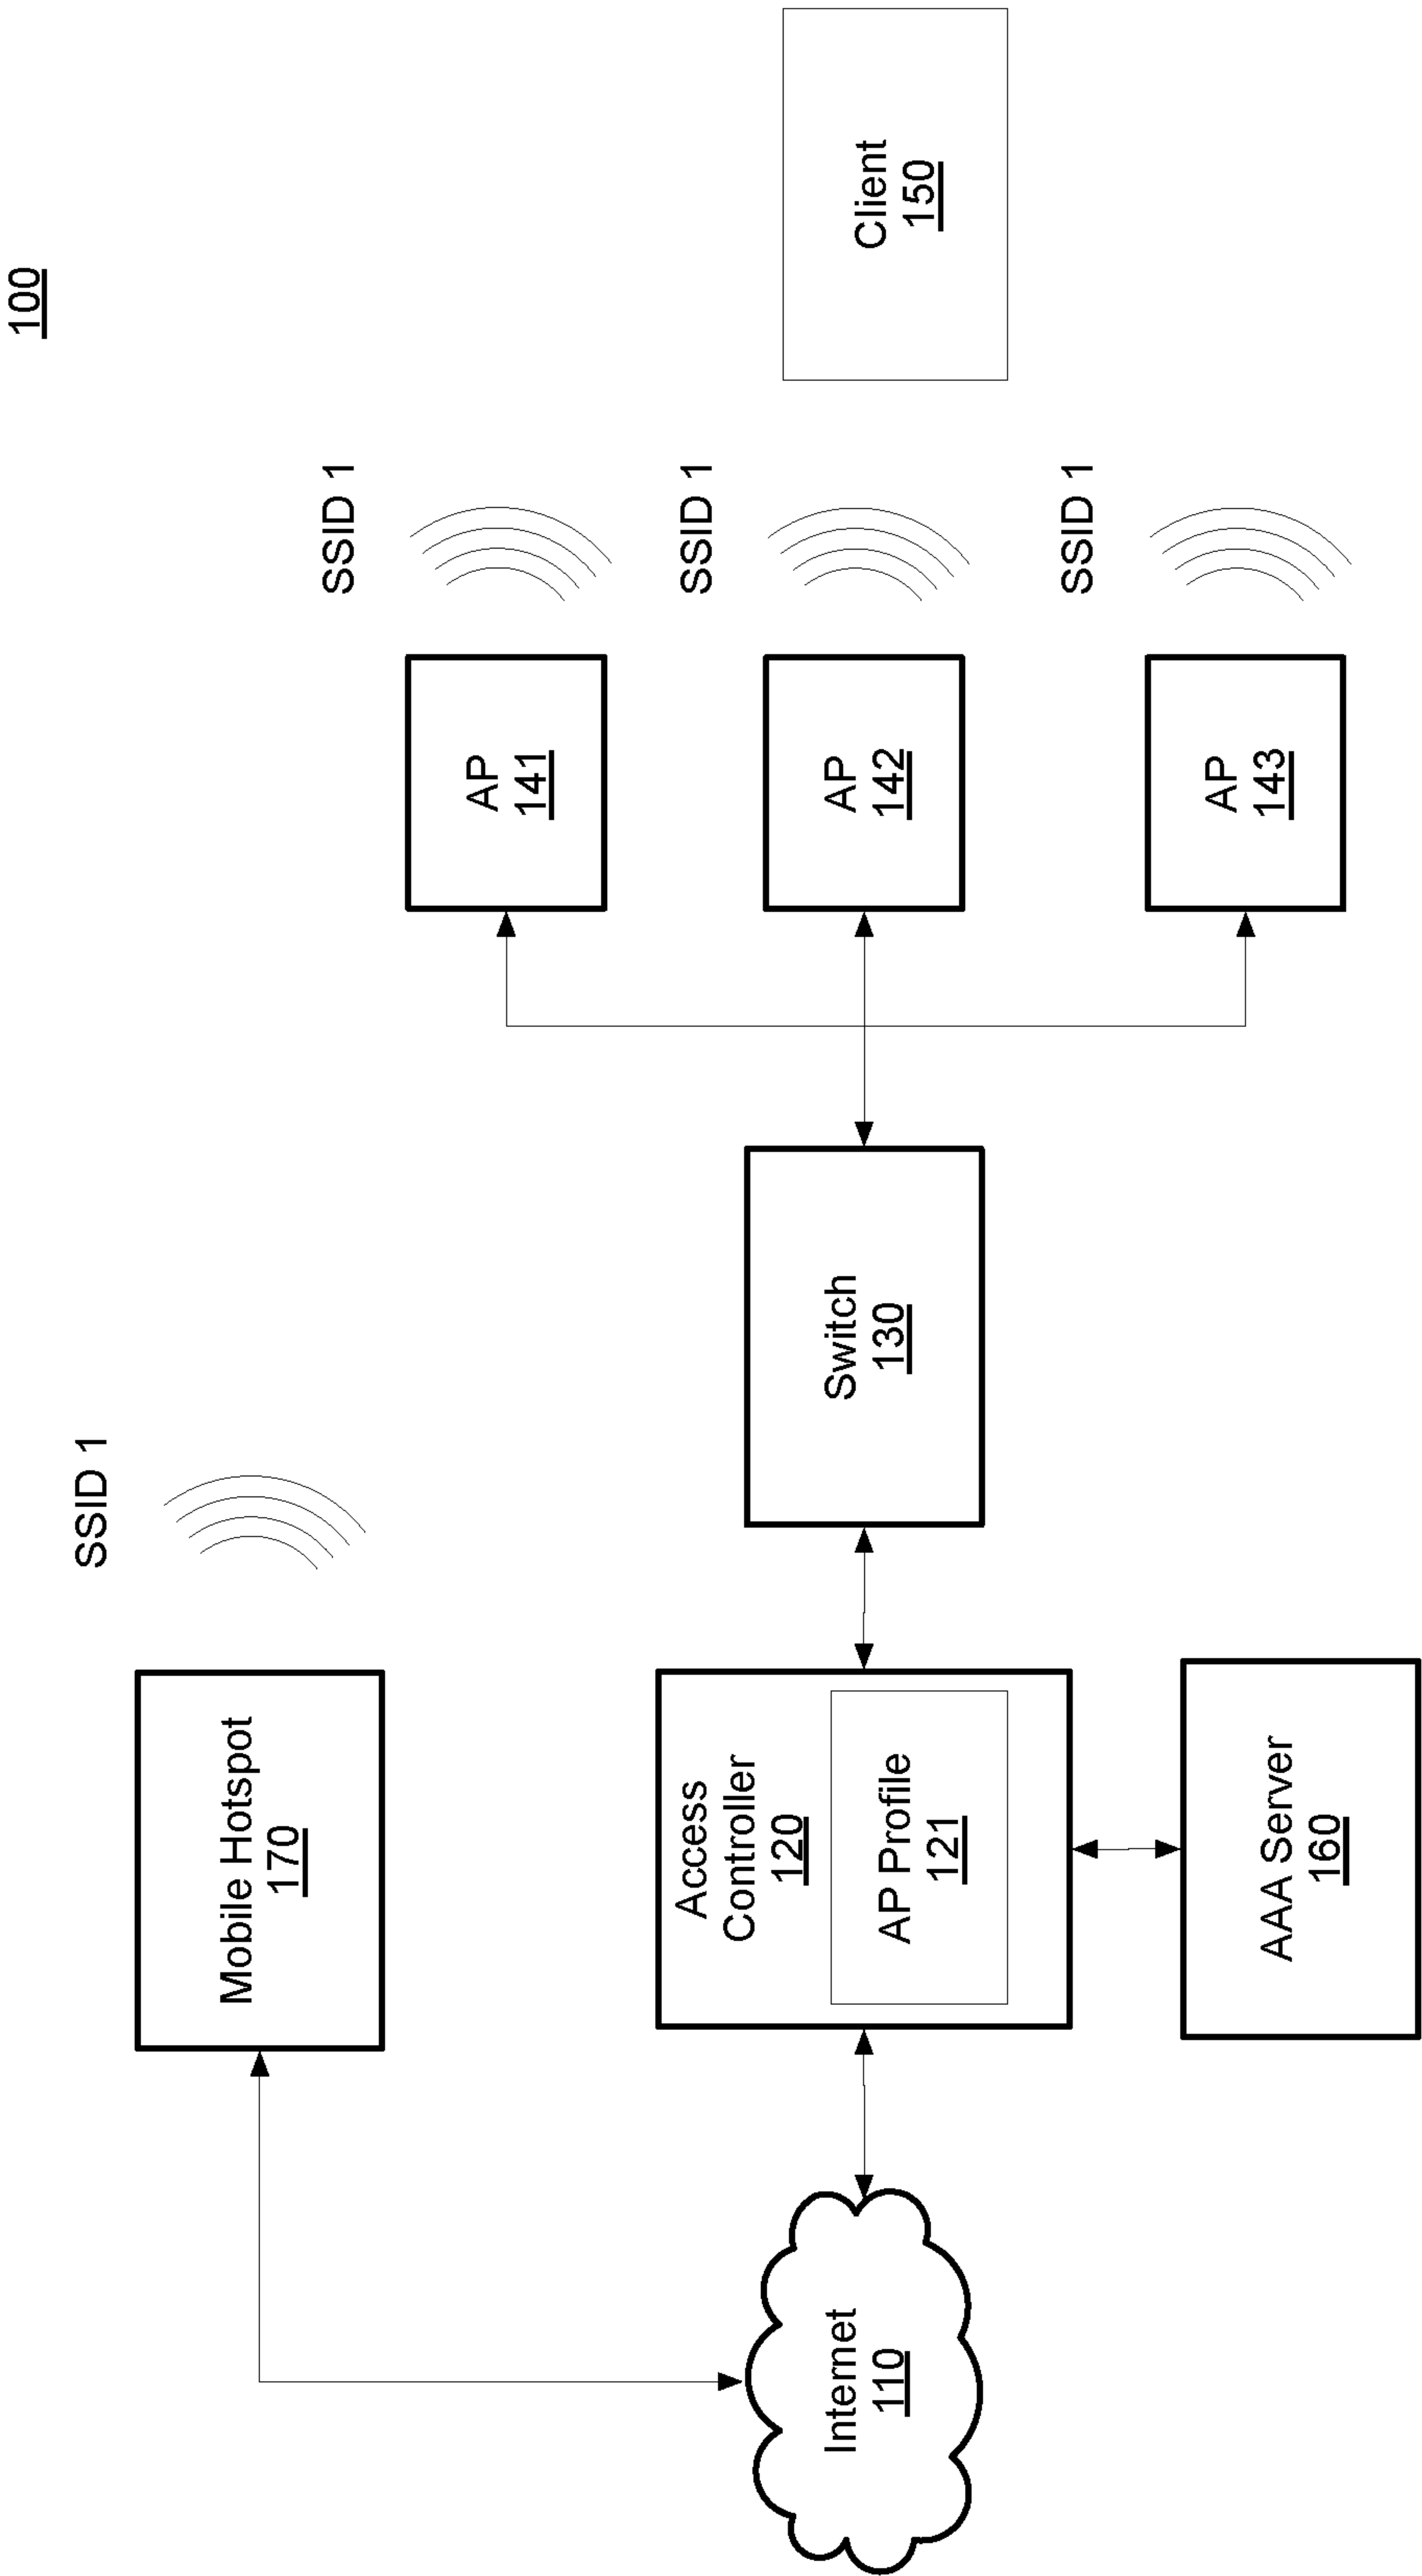 100
SSID 1
Mobile Hotspot
170
SSID 1
AP
141
SSID 1
AP
142
SSID 1
AP
143
Client
150
Internet
110
Access
Controller
120
AP Profile
121
Switch
130
AAA Server
160